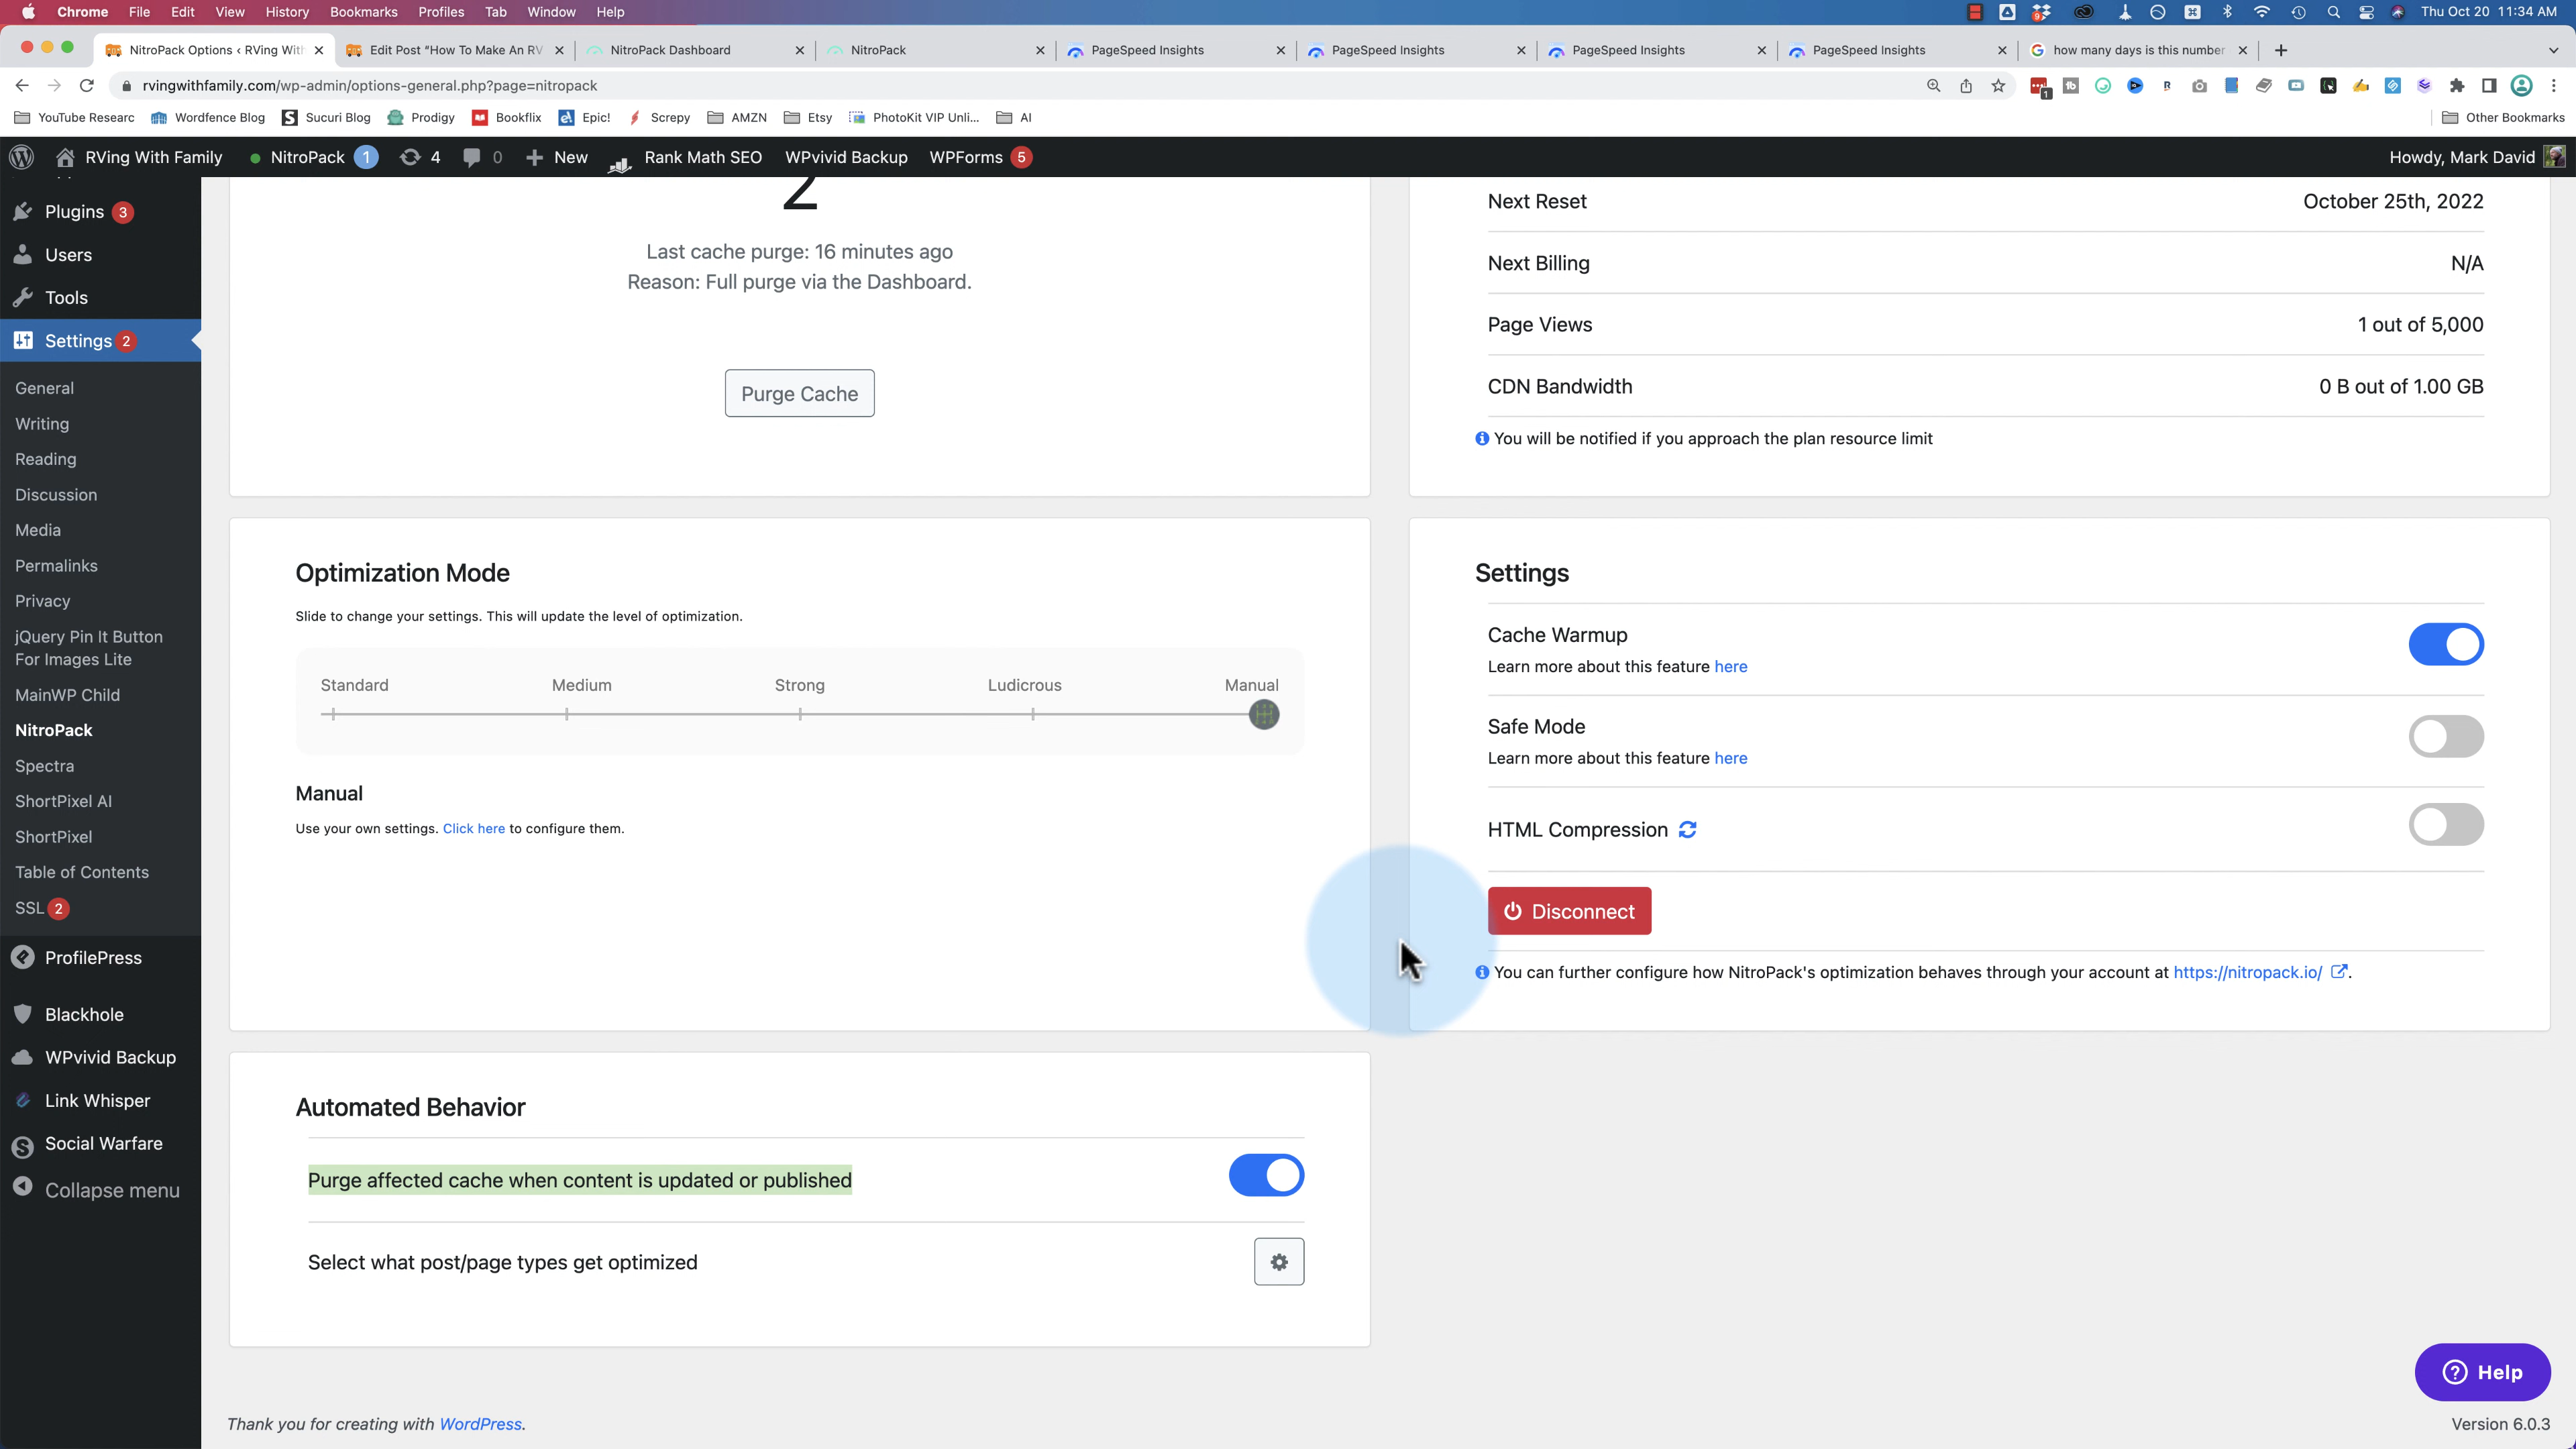 Chrome File Edit View History Bookmarks Profiles Tab Window Help
9
Thu Oct 20 11:34 AM
NitroPack Options ‹ RVing With
Edit Post "How To Make An RV
NitroPack Dashboard
NitroPack
PageSpeed Insights
PageSpeed Insights
PageSpeed Insights
PageSpeed Insights
how many days is this number
rvingwithfamily.com/wp-admin/options-general.php?page=nitropack
YouTube Researc
Wordfence Blog
Sucuri Blog
Prodigy
Bookflix
Epic!
Screpy
AMZN
Etsy
PhotoKit VIP Unli...
AI
Other Bookmarks
RVing With Family
NitroPack 1
4
0
New
Rank Math SEO
WPvivid Backup
WPForms 5
Howdy, Mark David
Plugins 3
Users
Tools
Settings 2
General
Writing
Reading
Discussion
Media
Permalinks
Privacy
jQuery Pin It Button
For Images Lite
MainWP Child
NitroPack
Spectra
ShortPixel AI
ShortPixel
Table of Contents
SSL 2
ProfilePress
Blackhole
WPvivid Backup
Link Whisper
Social Warfare
Collapse menu
2
Last cache purge: 16 minutes ago
Reason: Full purge via the Dashboard.
Purge Cache
Next Reset October 25th, 2022
Next Billing N/A
Page Views 1 out of 5,000
CDN Bandwidth 0 B out of 1.00 GB
You will be notified if you approach the plan resource limit
Optimization Mode
Slide to change your settings. This will update the level of optimization.
Standard Medium Strong Ludicrous Manual
Manual
Use your own settings. Click here to configure them.
Settings
Cache Warmup
Learn more about this feature here
Safe Mode
Learn more about this feature here
HTML Compression
Disconnect
You can further configure how NitroPack's optimization behaves through your account at https://nitropack.io/ .
Automated Behavior
Purge affected cache when content is updated or published
Select what post/page types get optimized
Help
Thank you for creating with WordPress.
Version 6.0.3